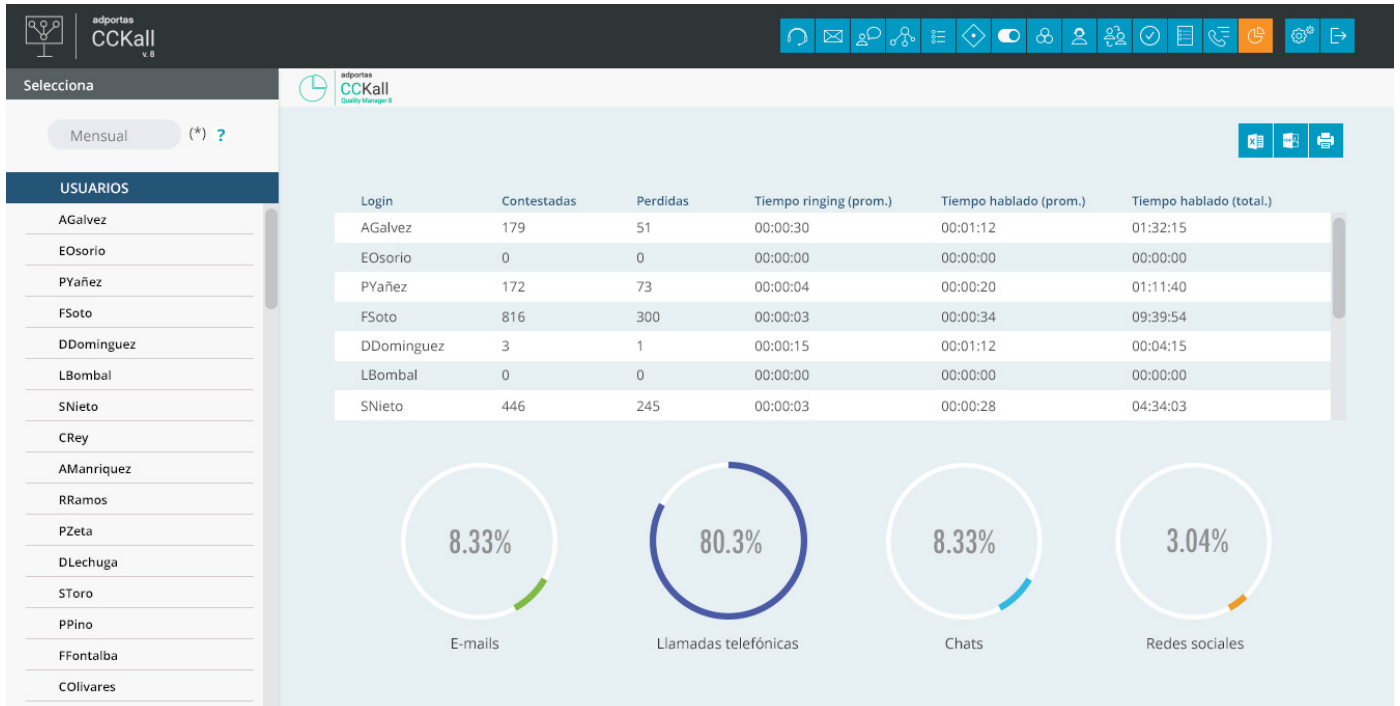 adportas
CCKall
v. 8
Selecciona
adportas
CCKall
Quality Manager 8
Mensual (*) ?
USUARIOS
AGalvez
EOsorio
PYañez
FSoto
DDominguez
LBombal
SNieto
CRey
AManriquez
RRamos
PZeta
DLechuga
SToro
PPino
FFontalba
COlivares
Login Contestadas Perdidas Tiempo ringing (prom.) Tiempo hablado (prom.) Tiempo hablado (total.)
AGalvez 179 51 00:00:30 00:01:12 01:32:15
EOsorio 0 0 00:00:00 00:00:00 00:00:00
PYañez 172 73 00:00:04 00:00:20 01:11:40
FSoto 816 300 00:00:03 00:00:34 09:39:54
DDominguez 3 1 00:00:15 00:01:12 00:04:15
LBombal 0 0 00:00:00 00:00:00 00:00:00
SNieto 446 245 00:00:03 00:00:28 04:34:03
8.33% 80.3% 8.33% 3.04%
E-mails Llamadas telefónicas Chats Redes sociales